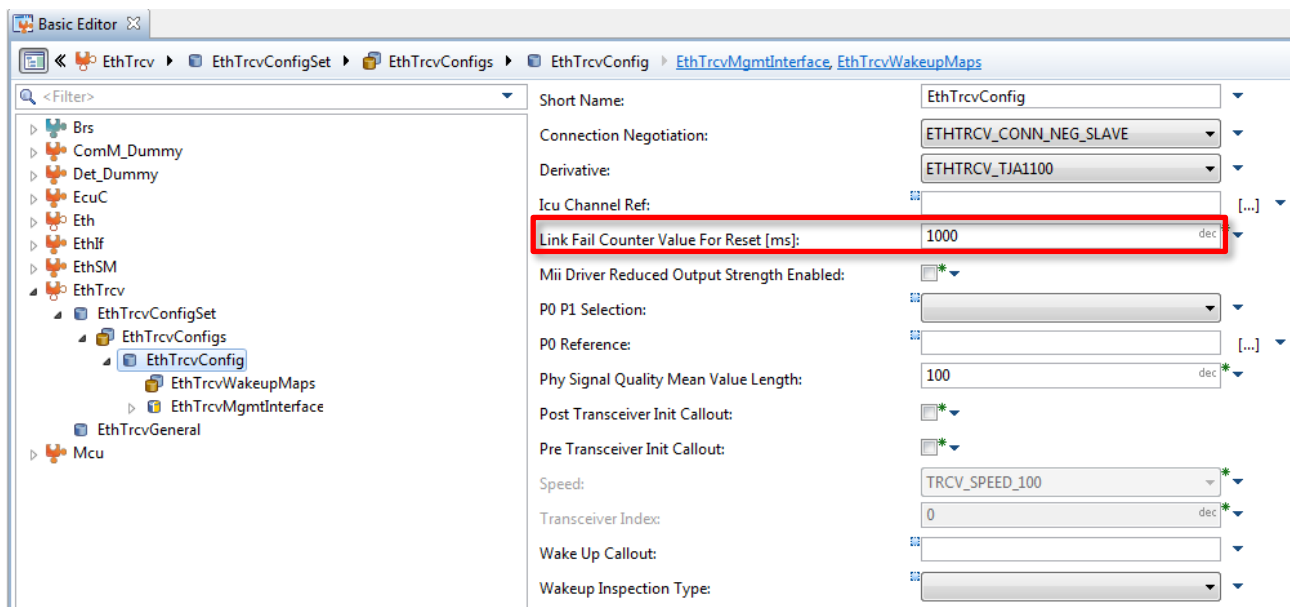 Basic Editor
« EthTrcv EthTrcvConfigSet EthTrcvConfigs EthTrcvConfig EthTrcvMgmtInterface, EthTrcvWakeupMaps
<Filter>
Brs
ComM_Dummy
Det_Dummy
EcuC
Eth
EthIf
EthSM
EthTrcv
EthTrcvConfigSet
EthTrcvConfigs
EthTrcvConfig
EthTrcvWakeupMaps
EthTrcvMgmtInterface
EthTrcvGeneral
Mcu
Short Name: EthTrcvConfig
Connection Negotiation: ETHTRCV_CONN_NEG_SLAVE
Derivative: ETHTRCV_TJA1100
Icu Channel Ref: [...]
Link Fail Counter Value For Reset [ms]: 1000 dec *
Mii Driver Reduced Output Strength Enabled: *
P0 P1 Selection:
P0 Reference: [...]
Phy Signal Quality Mean Value Length: 100 dec *
Post Transceiver Init Callout: *
Pre Transceiver Init Callout: *
Speed: TRCV_SPEED_100 *
Transceiver Index: 0 dec *
Wake Up Callout:
Wakeup Inspection Type: